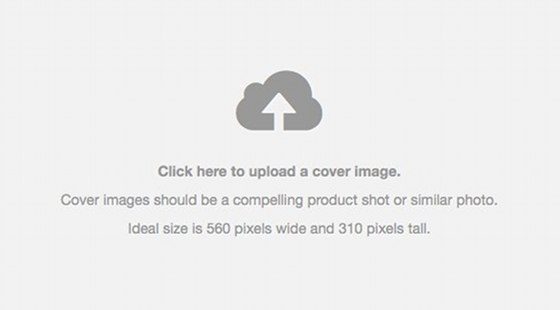 Click here to upload a cover image.
Cover images should be a compelling product shot or similar photo.
Ideal size is 560 pixels wide and 310 pixels tall.